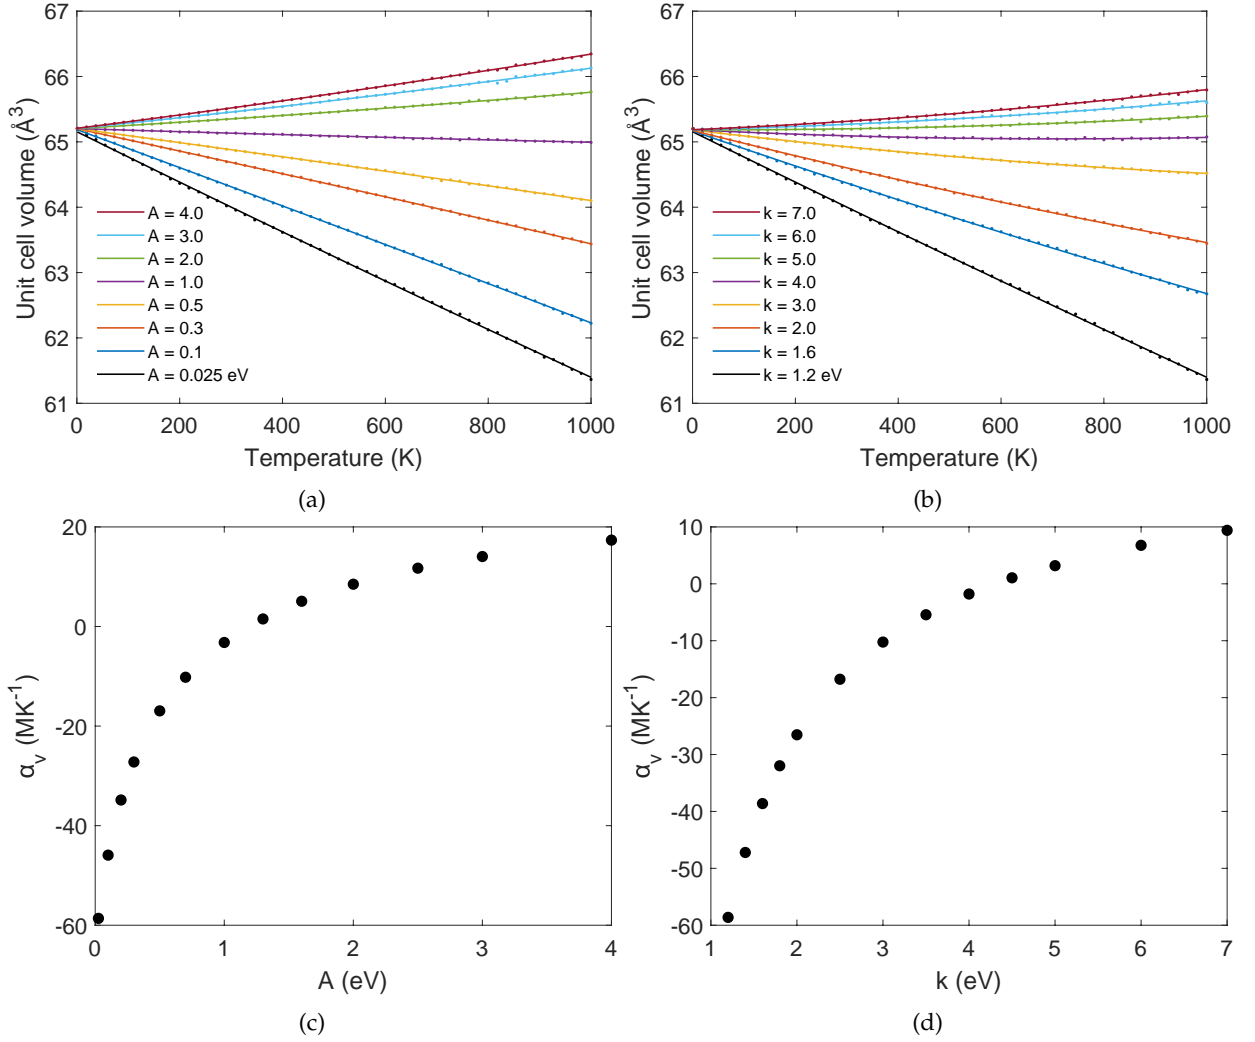 67
66
65
64
63
62
61
Unit cell volume (Å³)
A = 4.0
A = 3.0
A = 2.0
A = 1.0
A = 0.5
A = 0.3
A = 0.1
A = 0.025 eV
0 200 400 600 800 1000
Temperature (K)
(a)
67
66
65
64
63
62
61
Unit cell volume (Å³)
k = 7.0
k = 6.0
k = 5.0
k = 4.0
k = 3.0
k = 2.0
k = 1.6
k = 1.2 eV
0 200 400 600 800 1000
Temperature (K)
(b)
20
0
-20
-40
-60
αᵥ (MK⁻¹)
0 1 2 3 4
A (eV)
(c)
10
0
-10
-20
-30
-40
-50
-60
αᵥ (MK⁻¹)
1 2 3 4 5 6 7
k (eV)
(d)